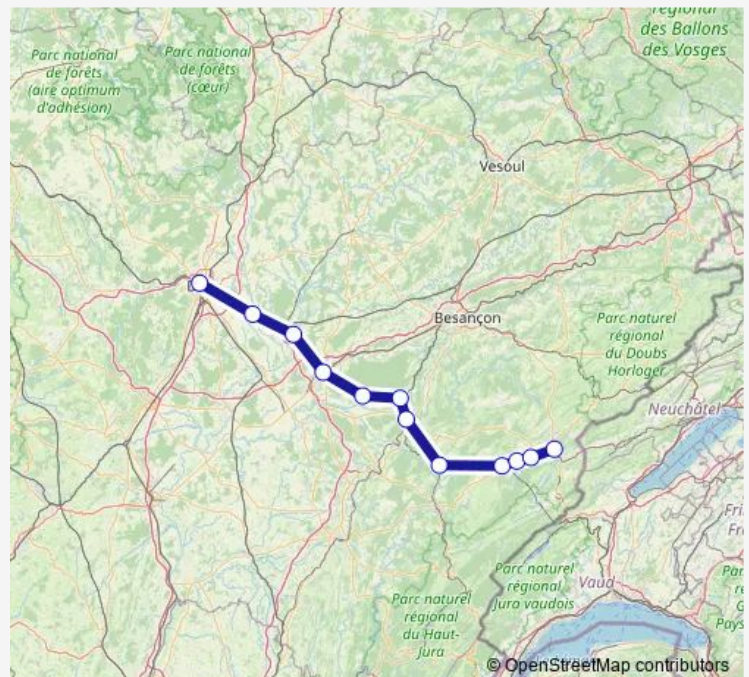 régional
des Ballons
des Vosges
Parc national
de forêts
(aire optimum
d'adhésion)
Parc national
de forêts
(cœur)
Vesoul
Besançon
Parc naturel
régional
du Doubs
Horloger
Neuchâtel
Parc naturel
régional
Jura vaudois
Vaud
Parc naturel
régional
du Haut-
Jura
© OpenStreetMap contributors